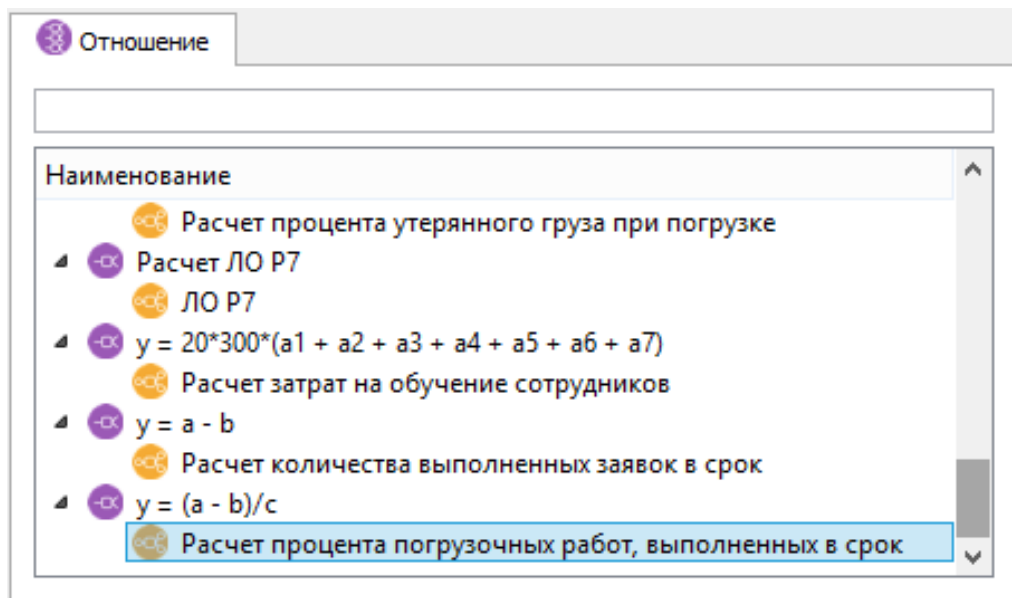 Отношение
Наименование
Расчет процента утерянного груза при погрузке
Расчет ЛО Р7
ЛО Р7
y = 20*300*(a1 + a2 + a3 + a4 + a5 + a6 + a7)
Расчет затрат на обучение сотрудников
y = a - b
Расчет количества выполненных заявок в срок
y = (a - b)/c
Расчет процента погрузочных работ, выполненных в срок